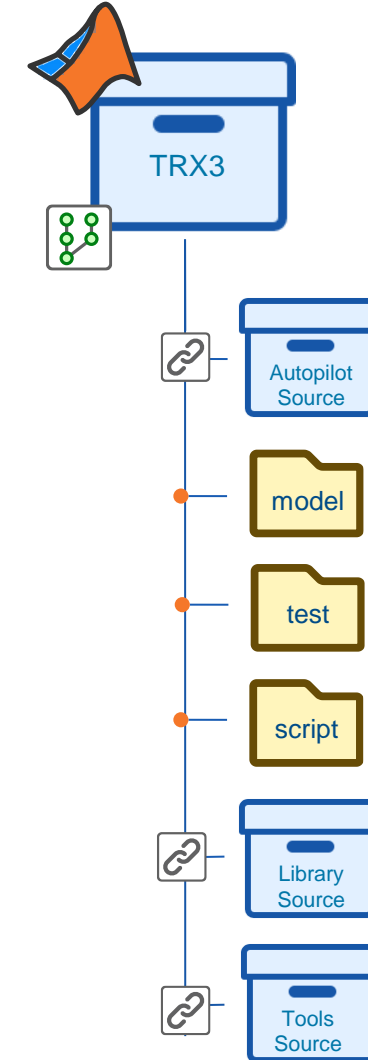 TRX3
Autopilot
Source
model
test
script
Library
Source
Tools
Source